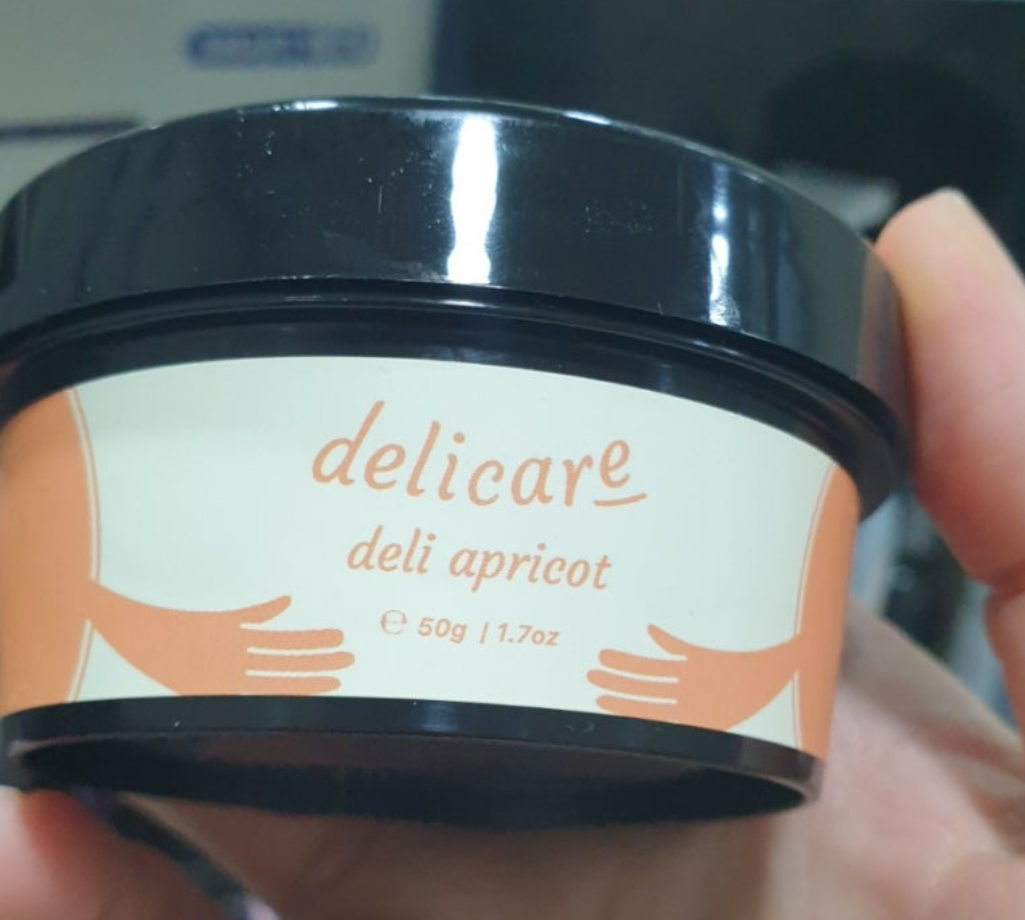 delicare
deli apricot
℮ 50g | 1.7oz